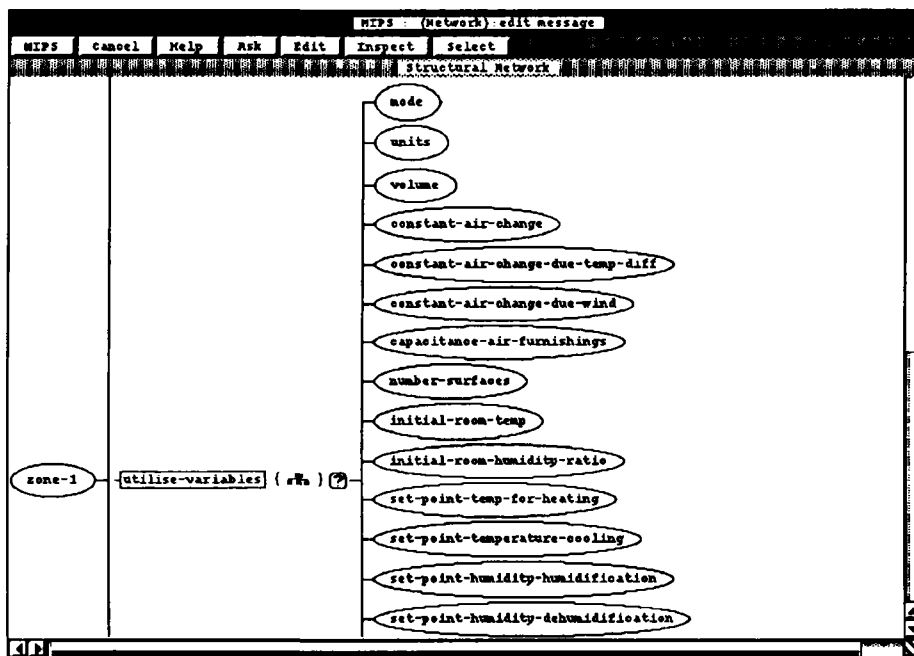 MIPS : (Network): edit message
MIPS Cancel Help Ask Edit Inspect Select
Structural Network
mode
units
volume
constant-air-change
constant-air-change-due-temp-diff
constant-air-change-due-wind
capacitance-air-furnishings
number-surfaces
initial-room-temp
initial-room-humidity-ratio
zone-1 utilise-variables ( ) ?
set-point-temp-for-heating
set-point-temperature-cooling
set-point-humidity-humidification
set-point-humidity-dehumidification